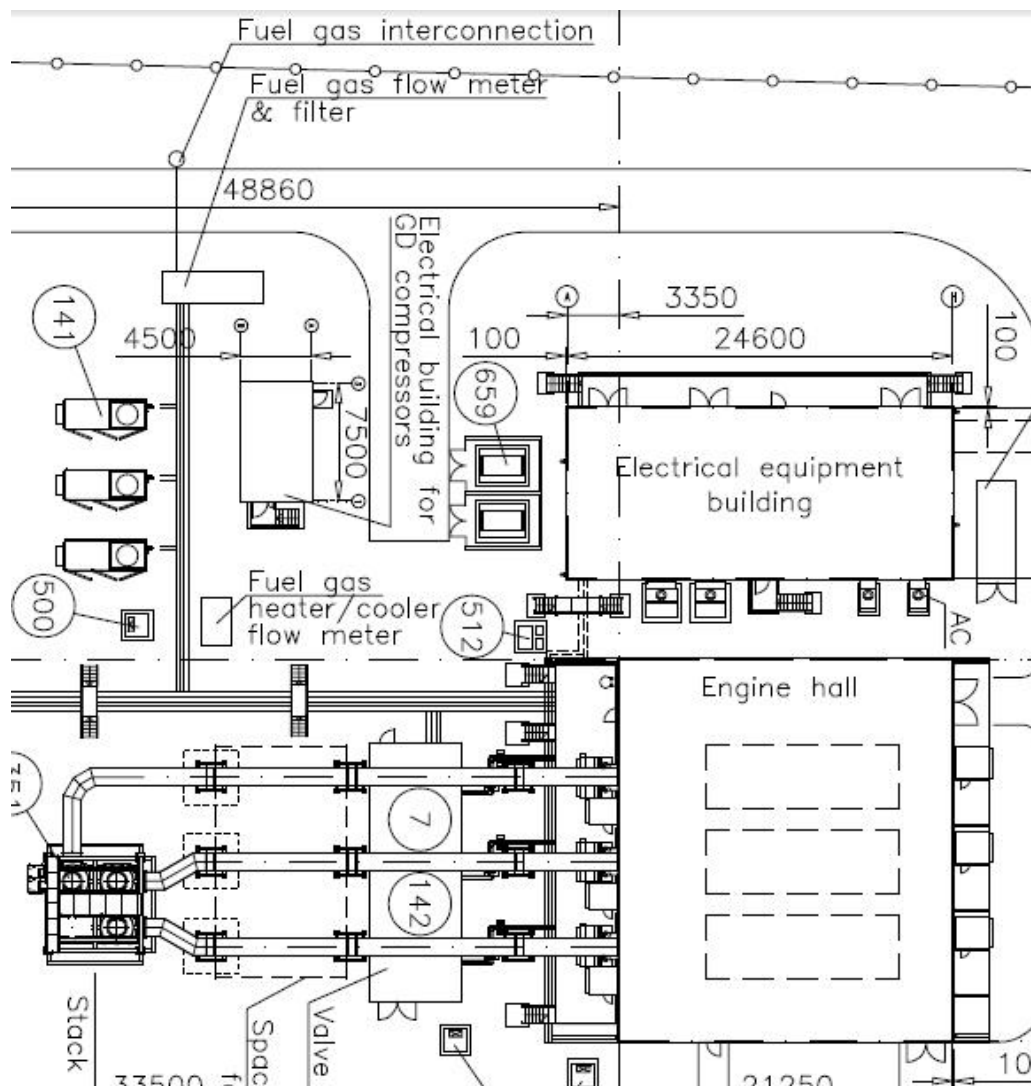 Fuel gas interconnection
Fuel gas flow meter
& filter
48860
Electrical building for
GD compressors
A
H
3350
141
4500
100
24600
100
659
7500
Electrical equipment
building
500
Fuel gas
heater/cooler
flow meter
512
AC
Engine hall
351
7
142
Stack
Valve
Spac
33500
fo
21250
10